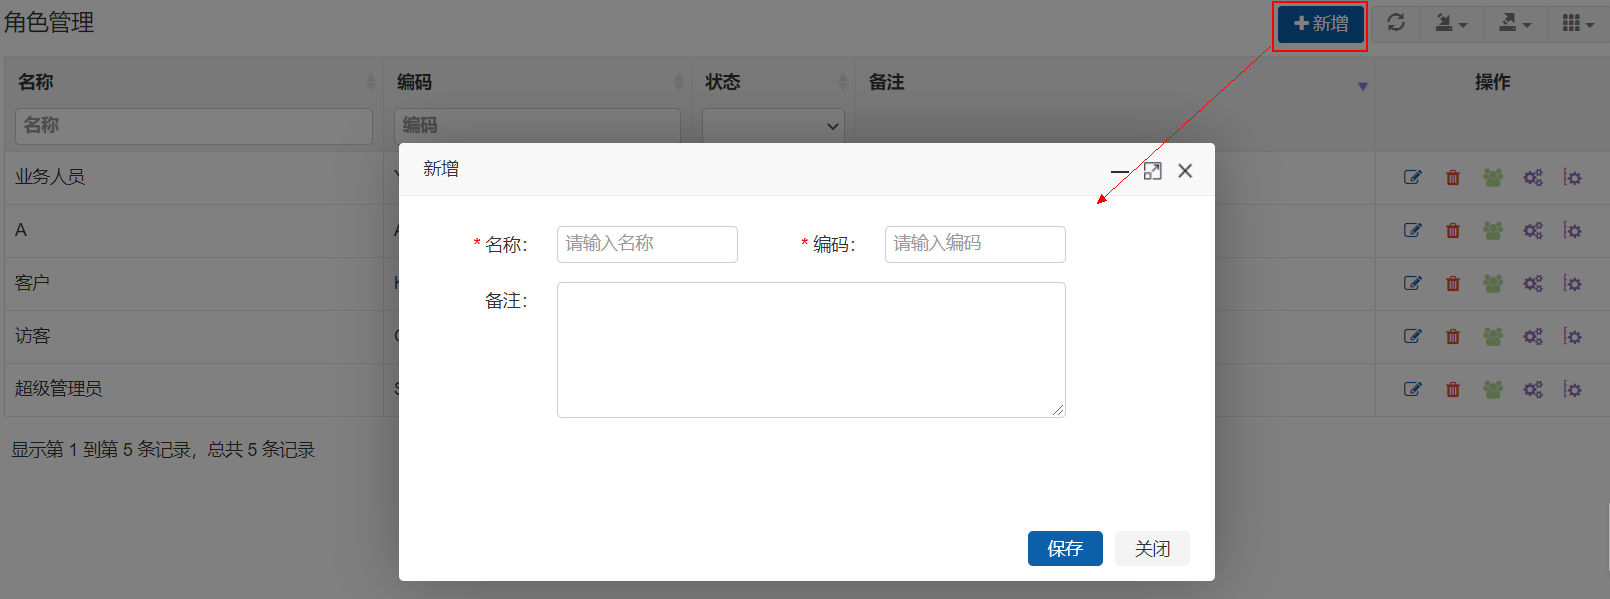 角色管理
新增
名称 编码 状态 备注 操作
名称 编码
业务人员
A
客户
访客
超级管理员
显示第 1 到第 5 条记录，总共 5 条记录
新增
* 名称： 请输入名称 * 编码： 请输入编码
备注：
保存 关闭